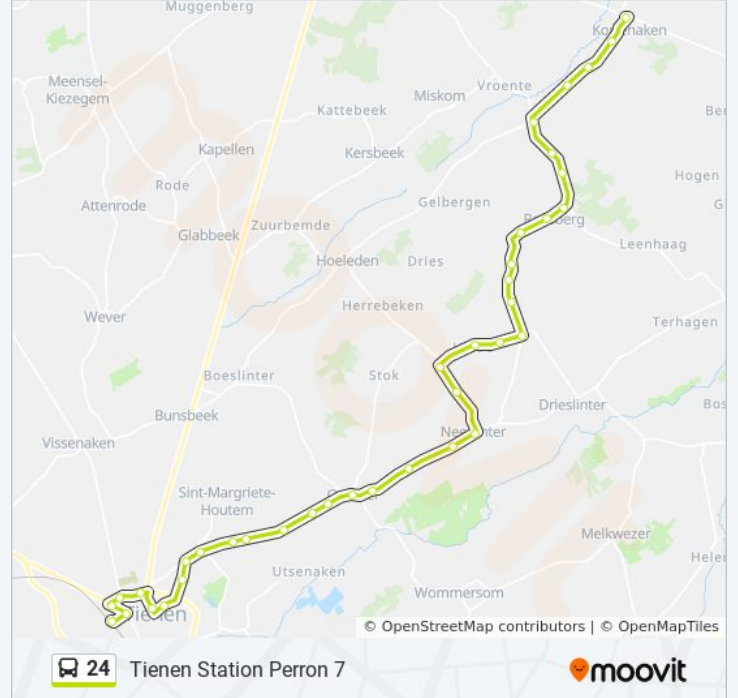 Muggenberg
Meensel-
Kiezegem
Miskom
Vroente
Kattebeek
Kapellen
Kersbeek
Rode
Attenrode
Zuurbemde
Glabbeek
Gelbergen
Hogen
Leenhaag
Hoeleden
Dries
Herrebeken
Wever
Terhagen
Boeslinter
Stok
Drieslinter
Bunsbeek
Vissenaken
Sint-Margriete-
Houtem
Melkwezer
Utsenaken
Wommersom
© OpenStreetMap contributors | © OpenMapTiles
24 Tienen Station Perron 7 moovit